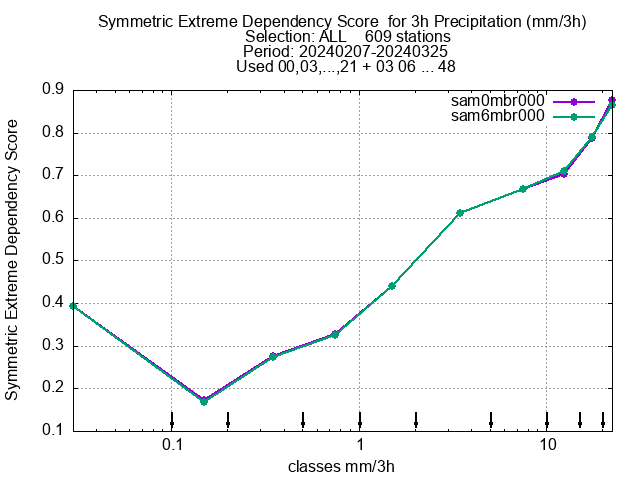 Symmetric Extreme Dependency Score  for 3h Precipitation (mm/3h)
Selection: ALL    609 stations
Period: 20240207-20240325
Used 00,03,...,21 + 03 06 ... 48
sam0mbr000
sam6mbr000
Symmetric Extreme Dependency Score
0.9
0.8
0.7
0.6
0.5
0.4
0.3
0.2
0.1
0.1 1 10
classes mm/3h